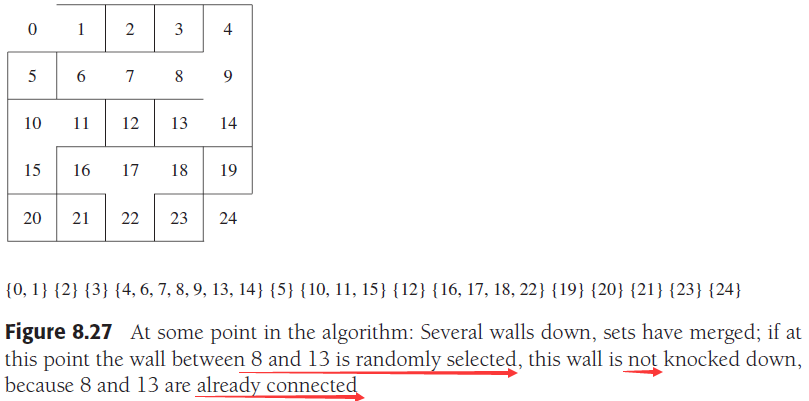 0 1 2 3 4
5 6 7 8 9
10 11 12 13 14
15 16 17 18 19
20 21 22 23 24
{0, 1} {2} {3} {4, 6, 7, 8, 9, 13, 14} {5} {10, 11, 15} {12} {16, 17, 18, 22} {19} {20} {21} {23} {24}
Figure 8.27 At some point in the algorithm: Several walls down, sets have merged; if at
this point the wall between 8 and 13 is randomly selected, this wall is not knocked down,
because 8 and 13 are already connected